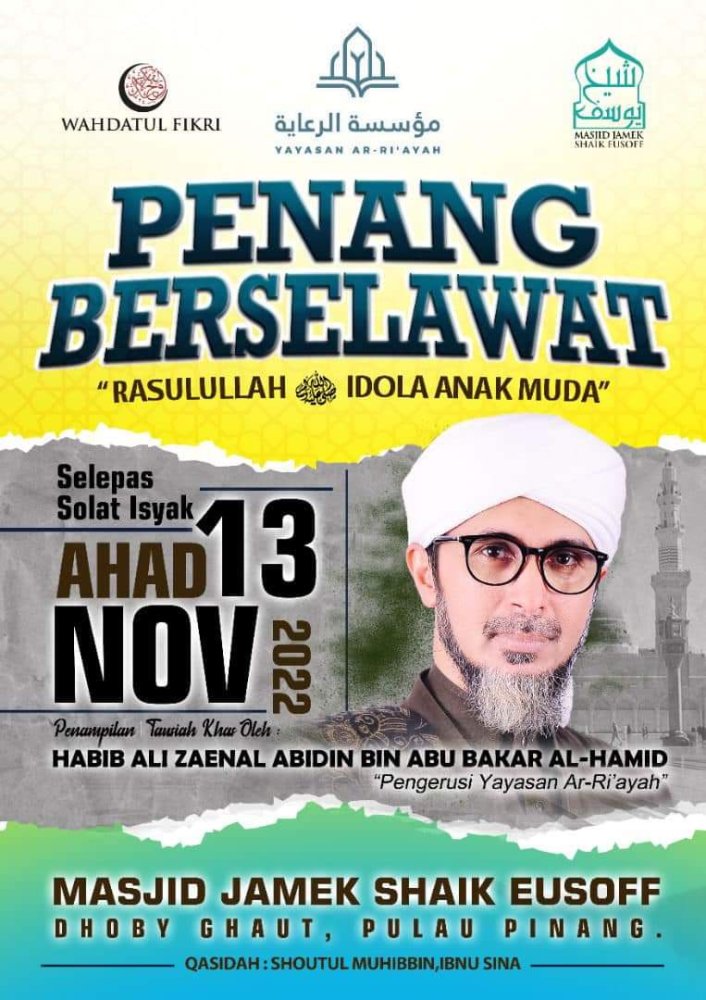 WAHDATUL FIKRI
مؤسسة الرعاية
YAYASAN AR-RI'AYAH
شيخ
يوسف
MASJID JAMEK
SHAIK EUSOFF
PENANG
BERSELAWAT
“RASULULLAH ﷺ IDOLA ANAK MUDA”
Selepas
Solat Isyak
AHAD 13
NOV 2022
Penampilan Tausiah Khas Oleh :
HABIB ALI ZAENAL ABIDIN BIN ABU BAKAR AL-HAMID
“Pengerusi Yayasan Ar-Ri’ayah”
MASJID JAMEK SHAIK EUSOFF
DHOBY GHAUT, PULAU PINANG.
QASIDAH : SHOUTUL MUHIBBIN,IBNU SINA